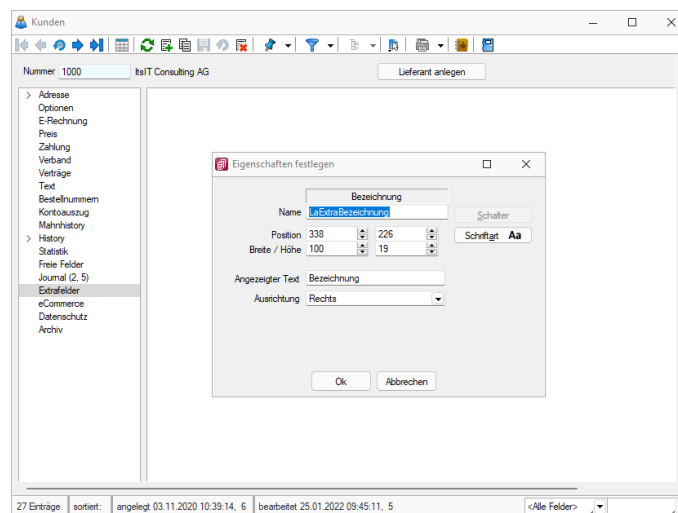 Kunden
Nummer 1000 ItsIT Consulting AG Lieferant anlegen
> Adresse
Optionen
E-Rechnung
Preis
Zahlung
Verband
Verträge
Text
Bestellnummern
Kontoauszug
Mahnhistory
> History
Statistik
Freie Felder
Journal (2, 5)
Extrafelder
eCommerce
Datenschutz
Archiv
Eigenschaften festlegen
Bezeichnung
Name LaExtraBezeichnung Schalter
Position 338 226 Schriftart Aa
Breite / Höhe 100 19
Angezeigter Text Bezeichnung
Ausrichtung Rechts
Ok Abbrechen
27 Einträge sortiert: angelegt 03.11.2020 10:39:14, 6 bearbeitet 25.01.2022 09:45:11, 5 <Alle Felder>